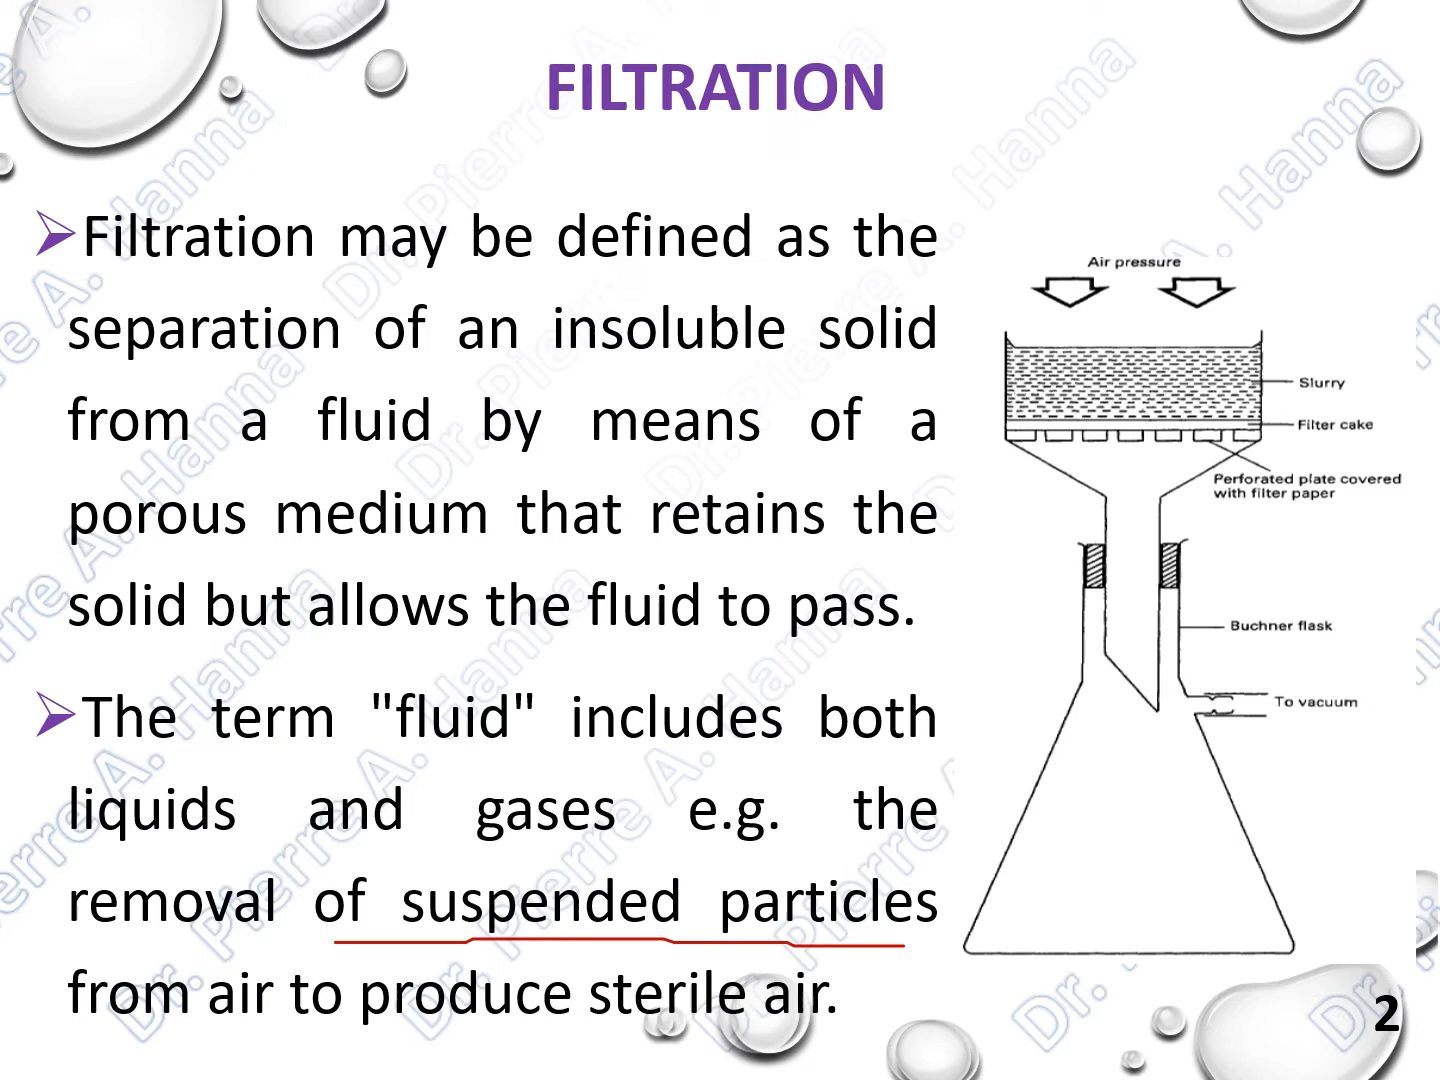 FILTRATION
➢Filtration may be defined as the
separation of an insoluble solid
from a fluid by means of a
porous medium that retains the
solid but allows the fluid to pass.
➢The term "fluid" includes both
liquids and gases e.g. the
removal of suspended particles
from air to produce sterile air.
Air pressure
Slurry
Filter cake
Perforated plate covered
with filter paper
Buchner flask
To vacuum
2
Dr. Pierre A. Hanna